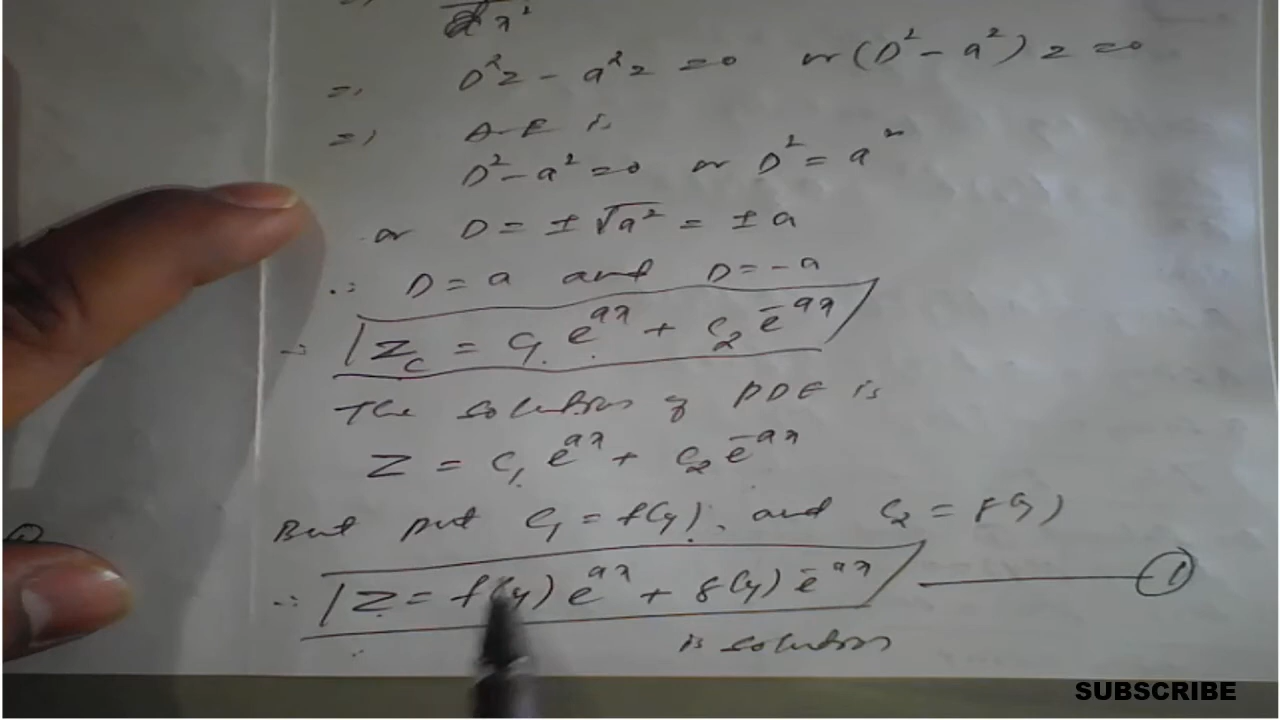 ∂x²
=> D²z - a²z = 0 or (D² - a²) z = 0
=> A-E is
D² - a² = 0 or D² = a²
or D = ± √a² = ± a
∴ D = a and D = -a
∴ Zc = C₁ e^ax + C₂ e^-ax
The solution of PDE is
Z = C₁ e^ax + C₂ e^-ax
But put C₁ = f(y). and C₂ = g(y)
∴ Z = f(y) e^ax + g(y) e^-ax ①
is solution
SUBSCRIBE